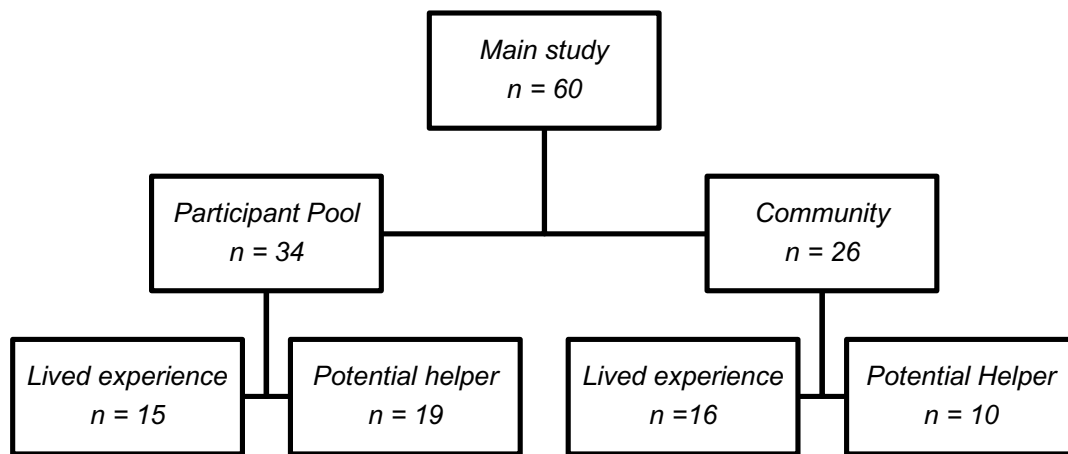 Main study
n = 60
Participant Pool
n = 34
Community
n = 26
Lived experience
n = 15
Potential helper
n = 19
Lived experience
n =16
Potential Helper
n = 10